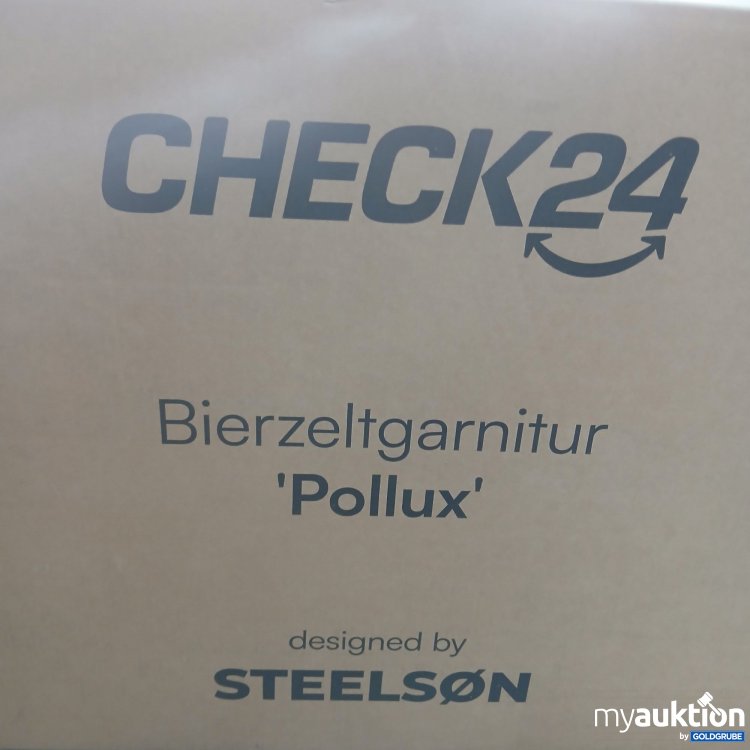 CHECK24
Bierzeltgarnitur
'Pollux'
designed by
STEELSØN
myauktion
by GOLDGRUBE